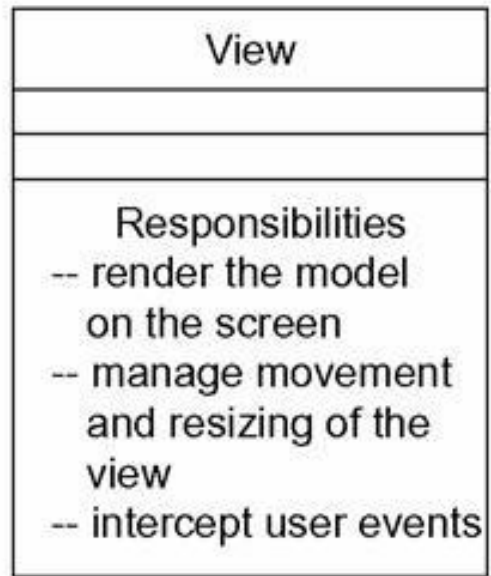 View
Responsibilities
-- render the model
on the screen
-- manage movement
and resizing of the
view
-- intercept user events